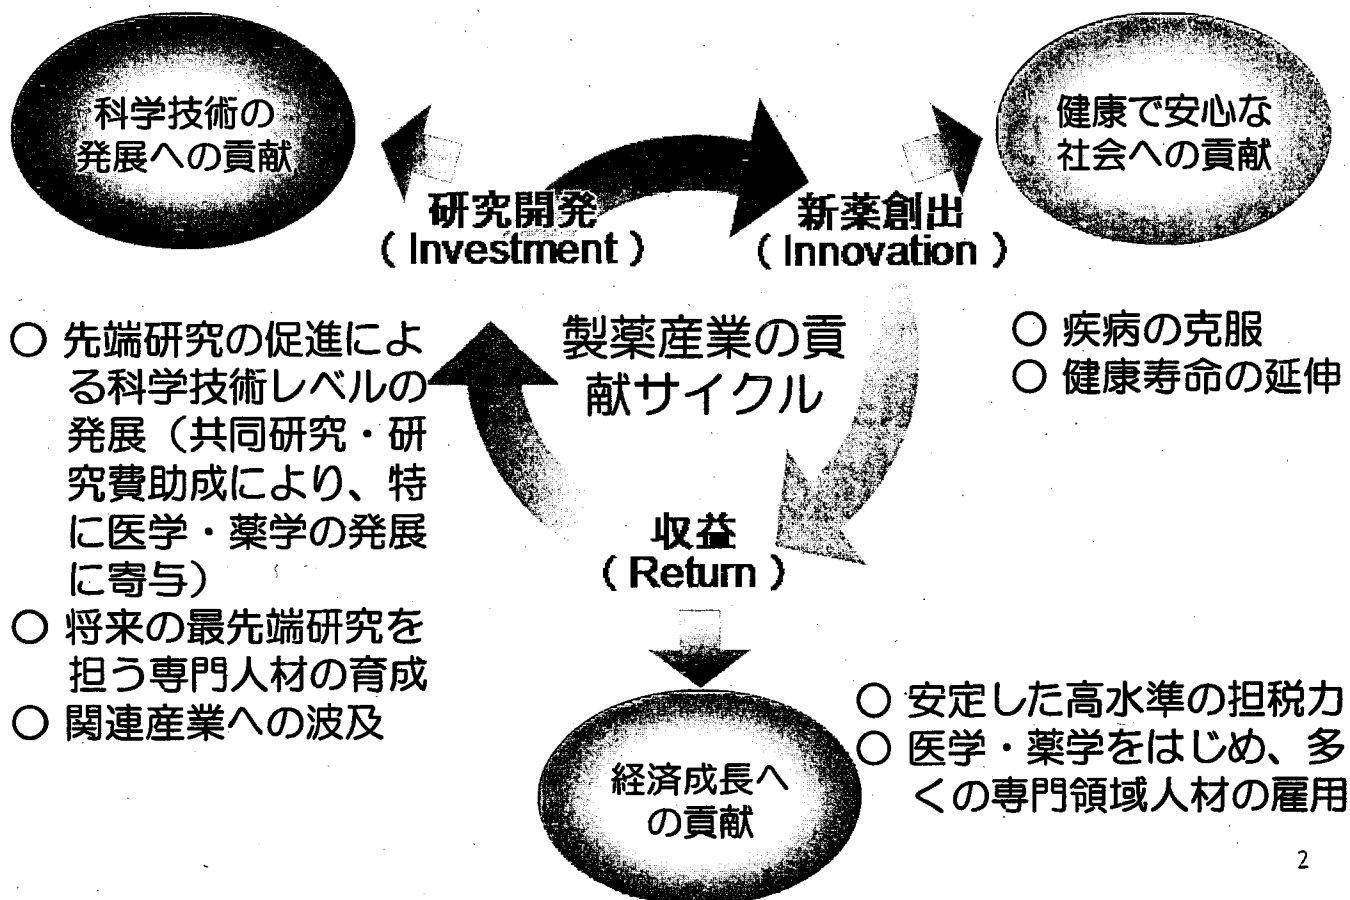 科学技術の
発展への貢献
健康で安心な
社会への貢献
研究開発
( Investment )
新薬創出
( Innovation )
製薬産業の貢
献サイクル
収益
( Return )
○ 先端研究の促進によ
る科学技術レベルの
発展（共同研究・研
究費助成により、特
に医学・薬学の発展
に寄与）
○ 将来の最先端研究を
担う専門人材の育成
○ 関連産業への波及
○ 疾病の克服
○ 健康寿命の延伸
経済成長へ
の貢献
○ 安定した高水準の担税力
○ 医学・薬学をはじめ、多
くの専門領域人材の雇用
2